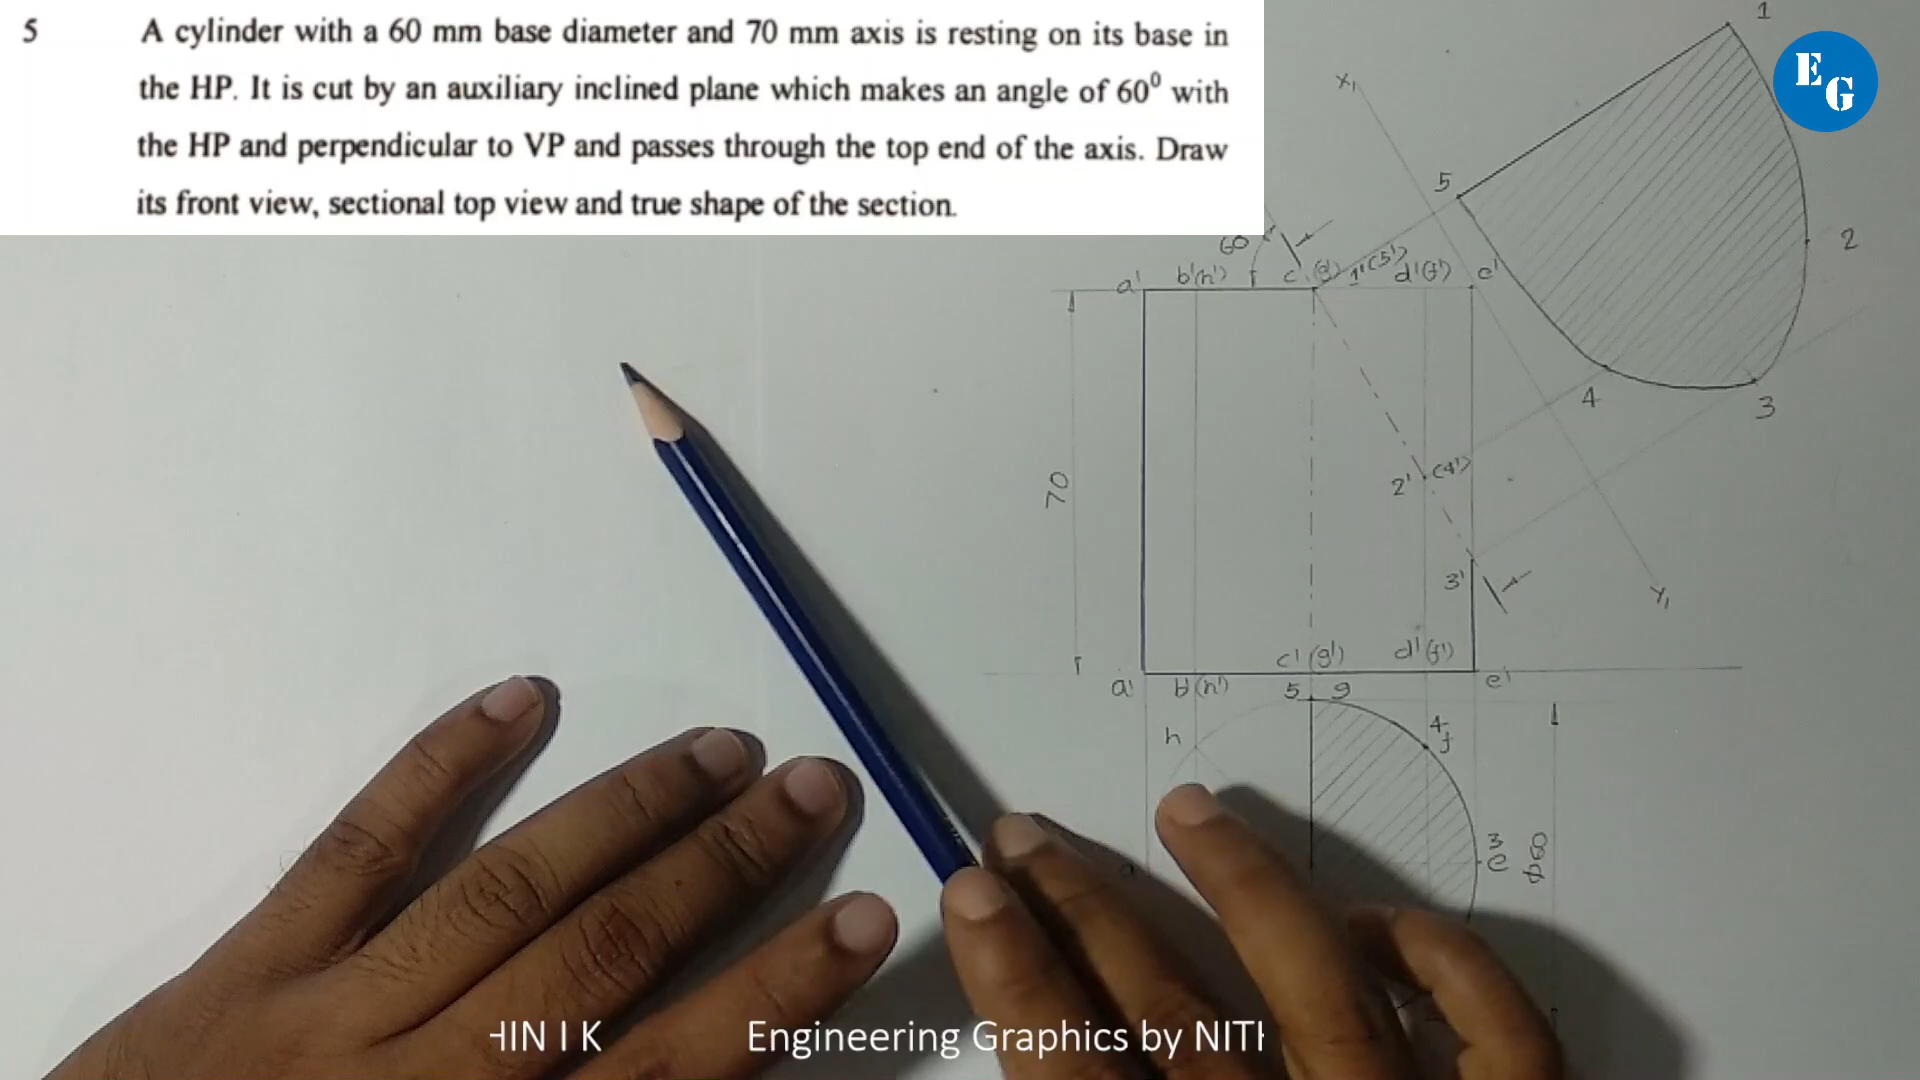 5 A cylinder with a 60 mm base diameter and 70 mm axis is resting on its base in
the HP. It is cut by an auxiliary inclined plane which makes an angle of 60⁰ with
the HP and perpendicular to VP and passes through the top end of the axis. Draw
its front view, sectional top view and true shape of the section.
EG
1
X₁
5
2
60
a' b'(h') c' (g') 1'(5') d'(f') e'
4
3
2' (4')
70
3'
Y₁
c'(g') d'(f')
a' b(h') e'
5 g
h
4
f
3
e
φ60
HIN I K Engineering Graphics by NITH